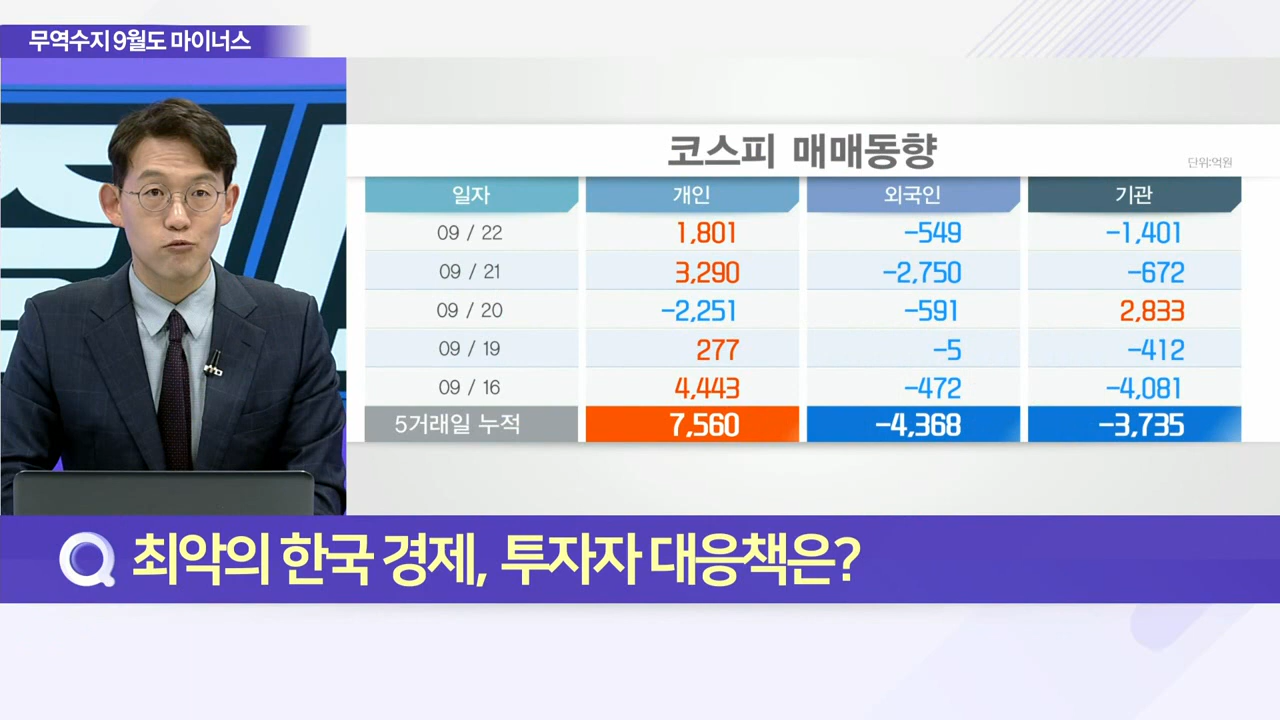 무역수지 9월도 마이너스
코스피 매매동향
단위:억원
일자 개인 외국인 기관
09 / 22 1,801 -549 -1,401
09 / 21 3,290 -2,750 -672
09 / 20 -2,251 -591 2,833
09 / 19 277 -5 -412
09 / 16 4,443 -472 -4,081
5거래일 누적 7,560 -4,368 -3,735
Q 최악의 한국 경제, 투자자 대응책은?